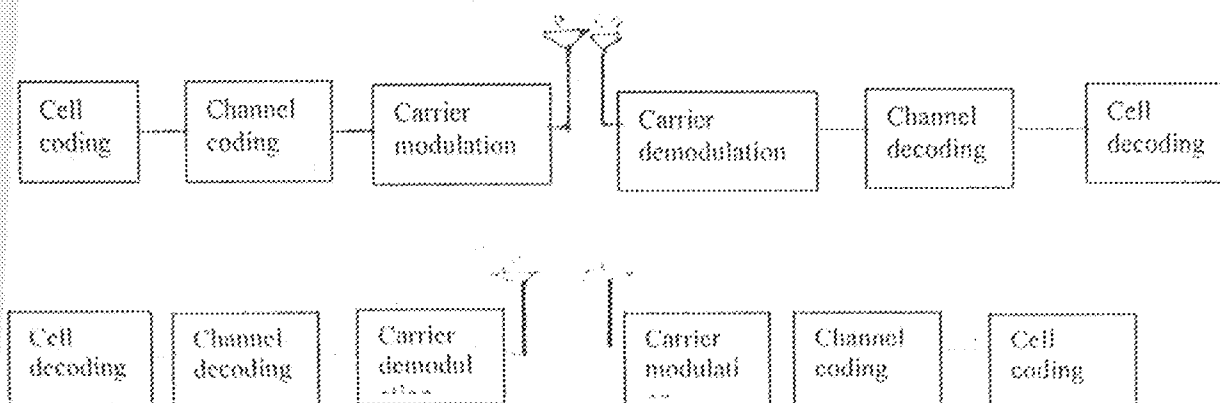 Cell
coding
Channel
coding
Carrier
modulation
Carrier
demodulation
Channel
decoding
Cell
decoding
Cell
decoding
Channel
decoding
Carrier
demodul
Carrier
modulati
Channel
coding
Cell
coding